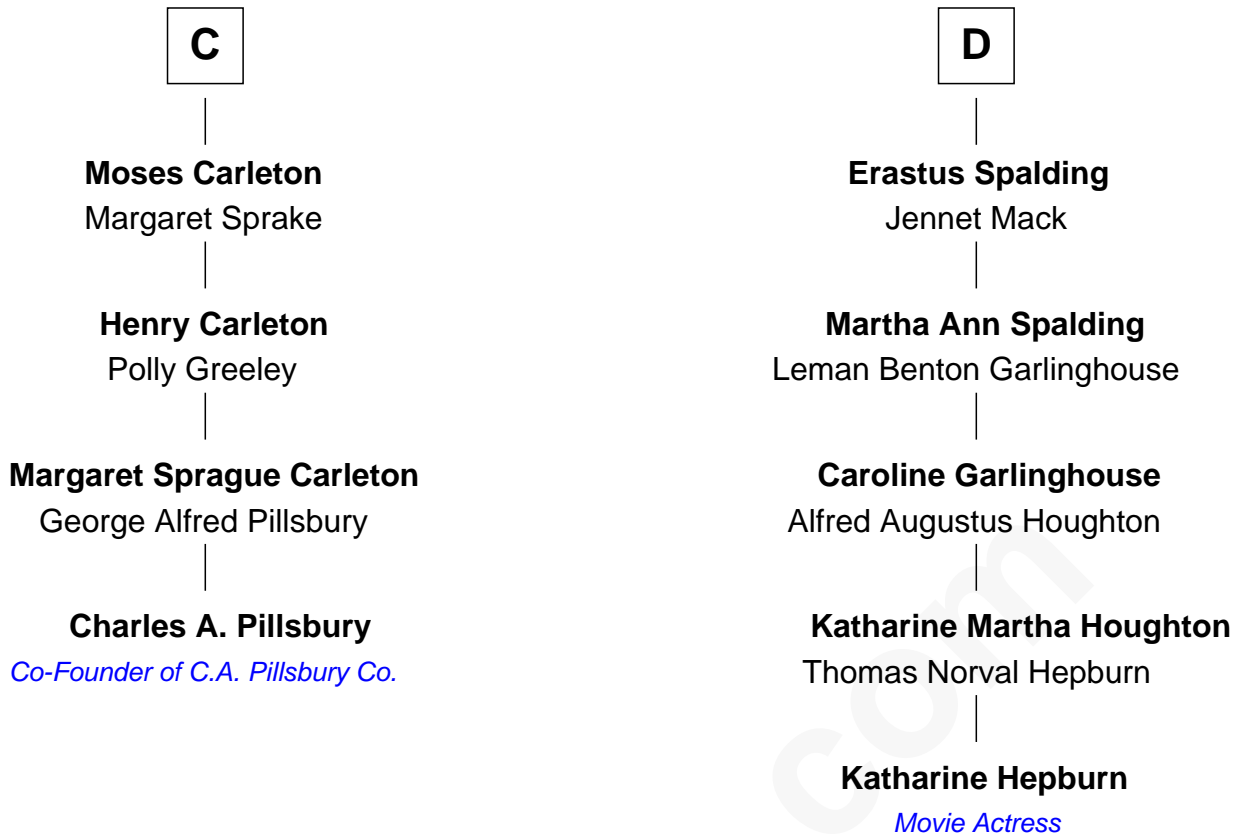 C
Moses Carleton
Margaret Sprake
Henry Carleton
Polly Greeley
Margaret Sprague Carleton
George Alfred Pillsbury
Charles A. Pillsbury
Co-Founder of C.A. Pillsbury Co.
D
Erastus Spalding
Jennet Mack
Martha Ann Spalding
Leman Benton Garlinghouse
Caroline Garlinghouse
Alfred Augustus Houghton
Katharine Martha Houghton
Thomas Norval Hepburn
Katharine Hepburn
Movie Actress
com